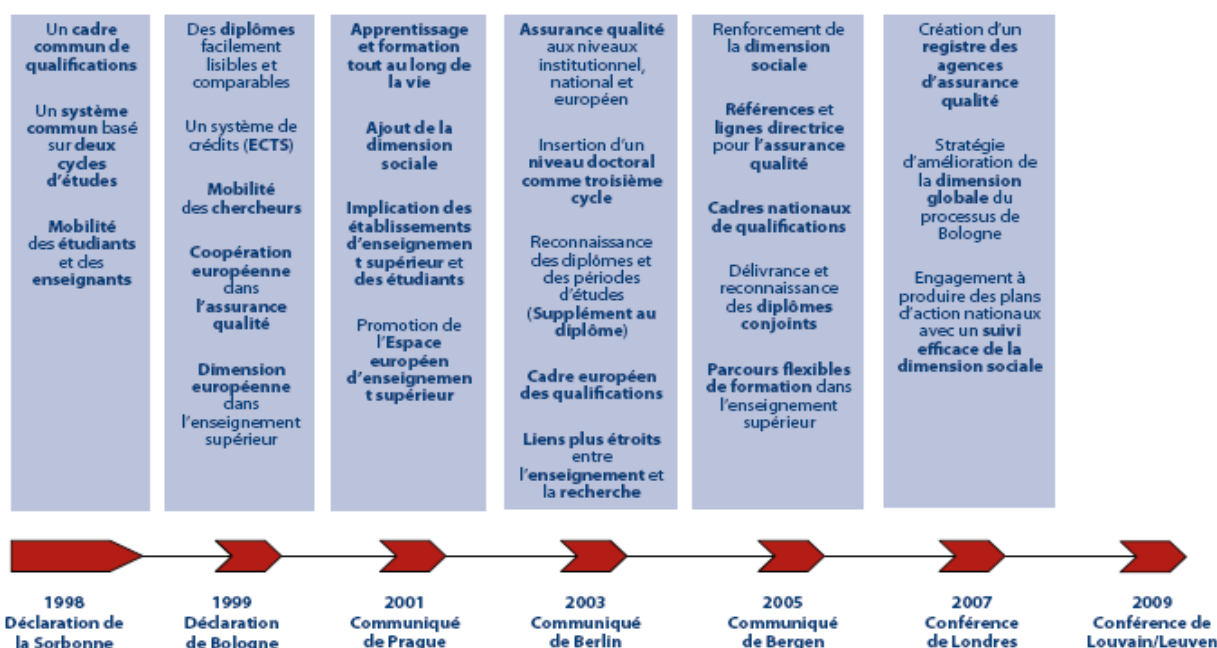 Un cadre
commun de
qualifications
Un système
commun basé
sur deux
cycles
d'études
Mobilité
des étudiants
et des
enseignants
Des diplômes
facilement
lisibles et
comparables
Un système de
crédits (ECTS)
Mobilité
des chercheurs
Coopération
européenne
dans
l'assurance
qualité
Dimension
européenne
dans
l'enseignement
supérieur
Apprentissage
et formation
tout au long de
la vie
Ajout de la
dimension
sociale
Implication des
établissements
d'enseignemen
t supérieur et
des étudiants
Promotion de
l'Espace
européen
d'enseignemen
t supérieur
Assurance qualité
aux niveaux
institutionnel,
national et
européen
Insertion d'un
niveau doctoral
comme troisième
cycle
Reconnaissance
des diplômes et
des périodes
d'études
(Supplément au
diplôme)
Cadre européen
des qualifications
Liens plus étroits
entre
l'enseignement et
la recherche
Renforcement de
la dimension
sociale
Références et
lignes directrice
pour l'assurance
qualité
Cadres nationaux
de qualifications
Délivrance et
reconnaissance
des diplômes
conjoints
Parcours flexibles
de formation dans
l'enseignement
supérieur
Création d'un
registre des
agences
d'assurance
qualité
Stratégie
d'amélioration de
la dimension
globale du
processus de
Bologne
Engagement à
produire des plans
d'action nationaux
avec un suivi
efficace de la
dimension sociale
1998
Déclaration de
la Sorbonne
1999
Déclaration
de Bologne
2001
Communiqué
de Prague
2003
Communiqué
de Berlin
2005
Communiqué
de Bergen
2007
Conférence
de Londres
2009
Conférence de
Louvain/Leuven